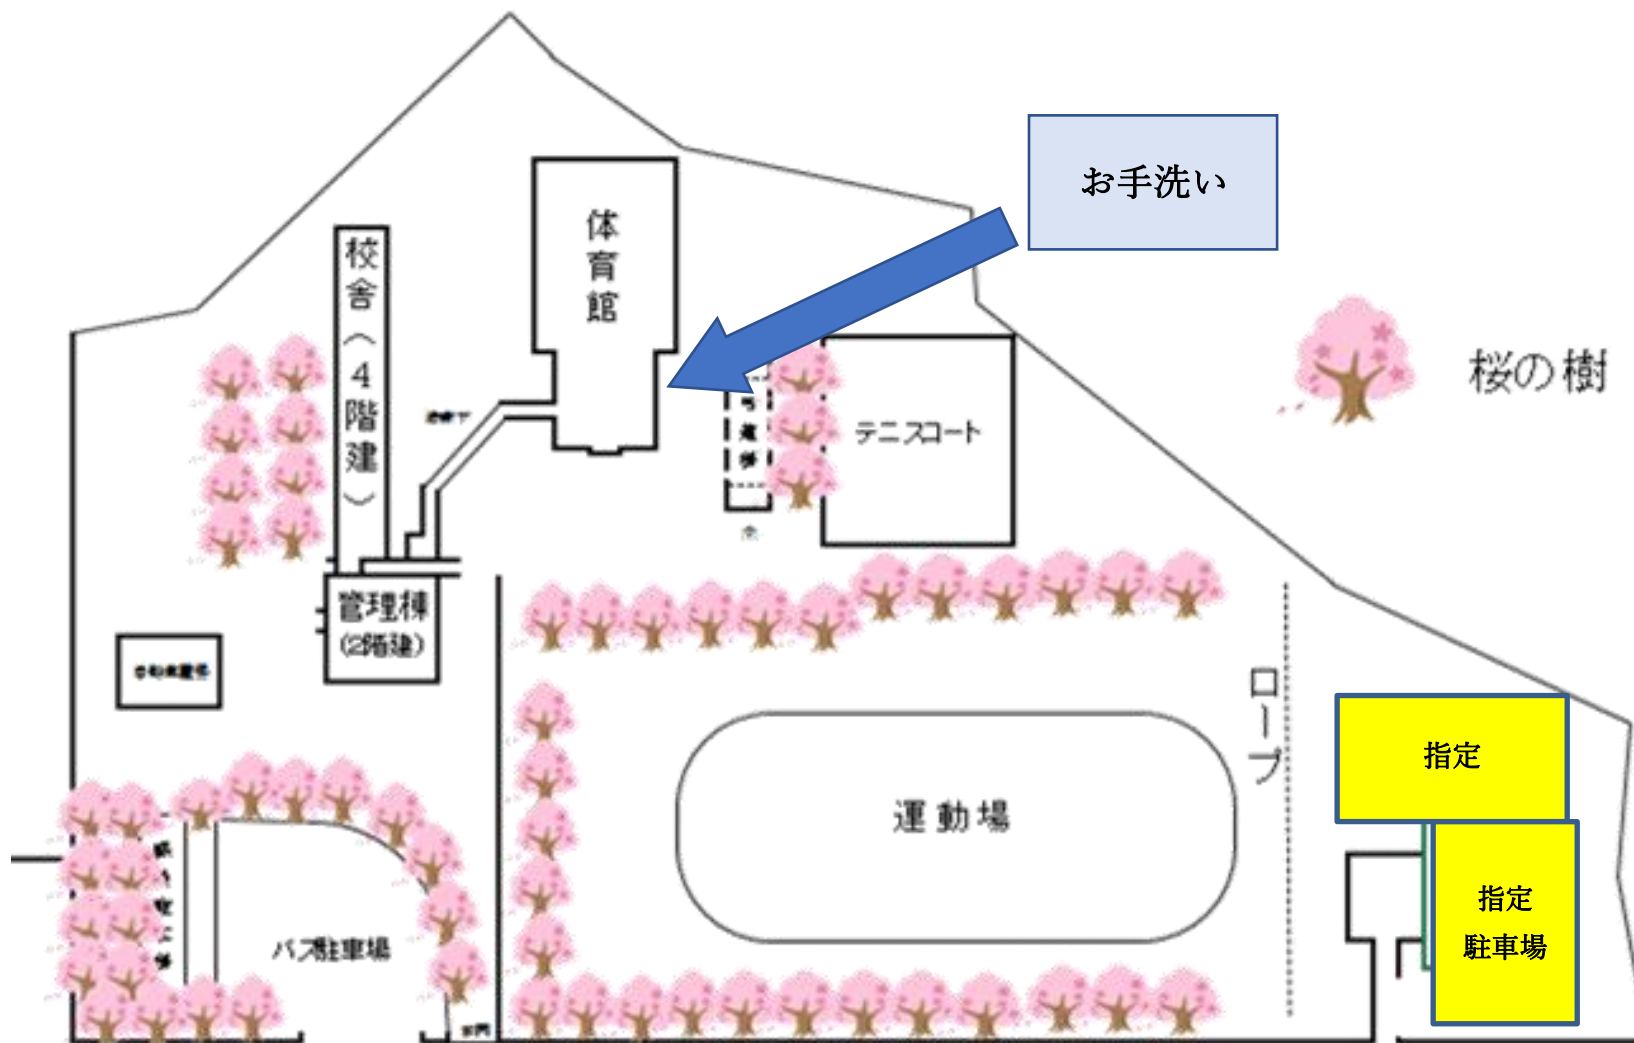 お手洗い
体育館
校舎（4階建）
桜の樹
テニスコート
管理棟
(2階建)
ロープ
指定
運動場
指定
駐車場
バス駐車場